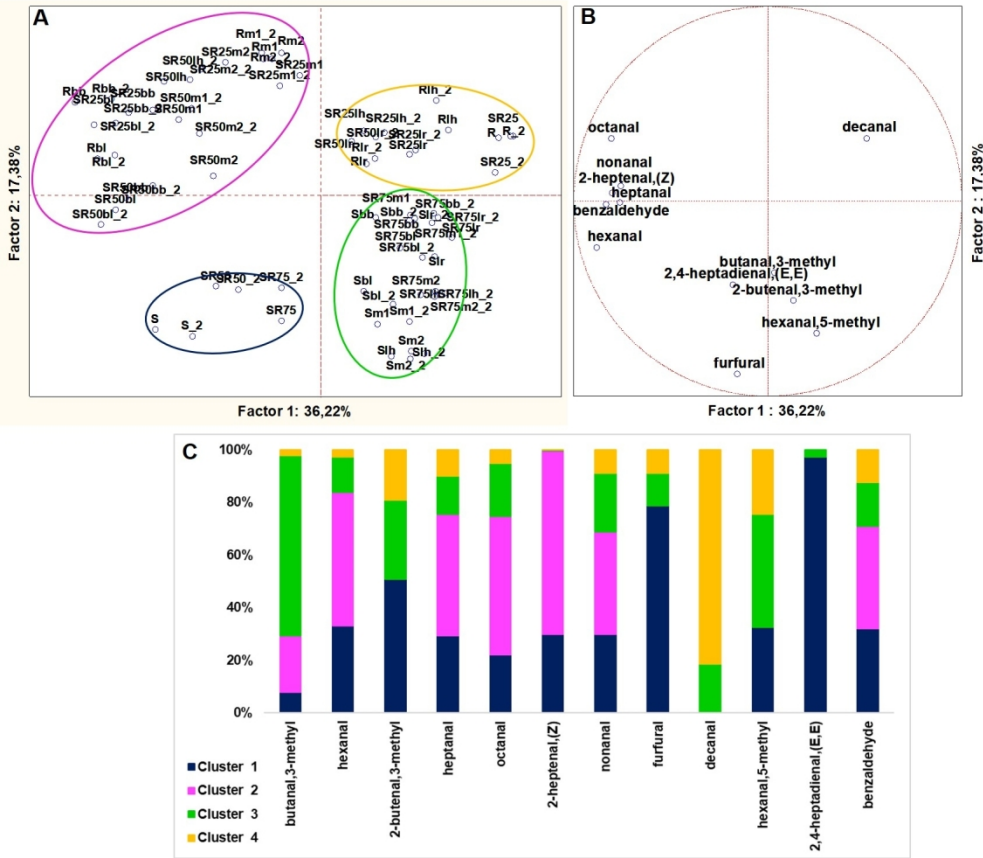 A
Rm1_2
Rm1
Rm2
SR25m2
Rm2_2
SR50lh_2
SR25m1
SR50lh
SR25m2_2
SR25m1_2
Rbb_2
Rbb
SR25bb
SR25bl
SR50m1_2
SR25bb_2
SR50m1
SR25bl_2
SR50m2_2
Rbl
Rbl_2
SR50m2
SR50bb_2
SR50bl
SR50bl_2
Rlh_2
SR25lh
SR25lh_2
Rlh
SR25
SR50lr_2
SR25lr_2
R
R_2
SR50lr
SR25lr
Rlr_2
Rlr
SR25_2
SR75m1
SR75bb_2
Sbb
Sbb_2
Slr_2
SR75lr_2
SR75bb
SR75lr
SR75bl
SR75bl_2
Slr
Sbl
SR75m2
Sbl_2
SR75lh
SR75lh_2
SR75m2_2
Sm1
Sm1_2
Sm2
Slh
Slh_2
Sm2_2
SR50_2
SR75_2
S
SR75
S_2
Factor 2: 17,38%
Factor 1: 36,22%
B
octanal
decanal
nonanal
2-heptenal,(Z)
heptanal
benzaldehyde
hexanal
butanal,3-methyl
2,4-heptadienal,(E,E)
2-butenal,3-methyl
hexanal,5-methyl
furfural
Factor 2 : 17,38%
Factor 1 : 36,22%
C
100%
80%
60%
40%
20%
0%
butanal,3-methyl
hexanal
2-butenal,3-methyl
heptanal
octanal
2-heptenal,(Z)
nonanal
furfural
decanal
hexanal,5-methyl
2,4-heptadienal,(E,E)
benzaldehyde
Cluster 1
Cluster 2
Cluster 3
Cluster 4